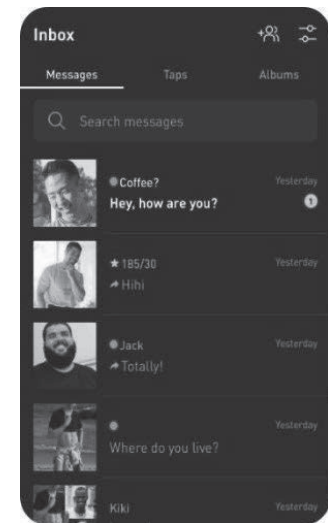 Inbox
Messages Taps Albums
Search messages
Coffee? Yesterday
Hey, how are you? 1
★185/30 Yesterday
Hihi
Jack Yesterday
Totally!
Yesterday
Where do you live?
Kiki Yesterday